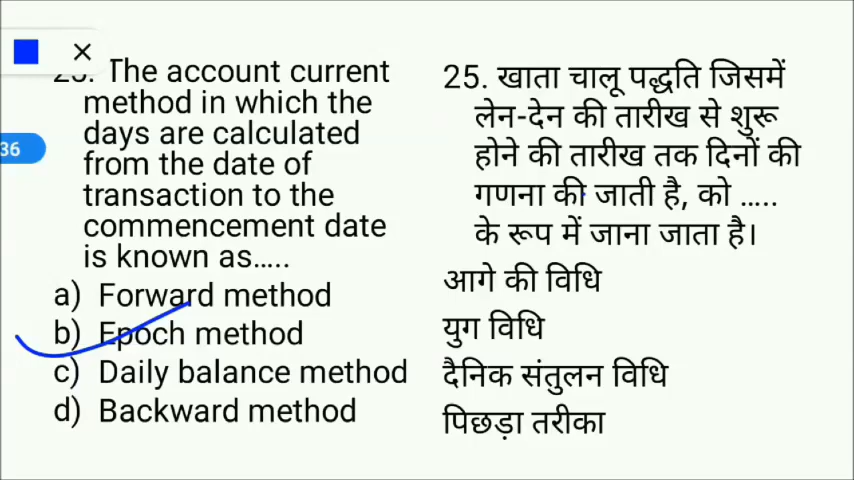 The account current
method in which the
days are calculated
from the date of
transaction to the
commencement date
is known as.....
a) Forward method
b) Epoch method
c) Daily balance method
d) Backward method
36
25. खाता चालू पद्धति जिसमें
लेन-देन की तारीख से शुरू
होने की तारीख तक दिनों की
गणना की जाती है, को .....
के रूप में जाना जाता है।
आगे की विधि
युग विधि
दैनिक संतुलन विधि
पिछड़ा तरीका